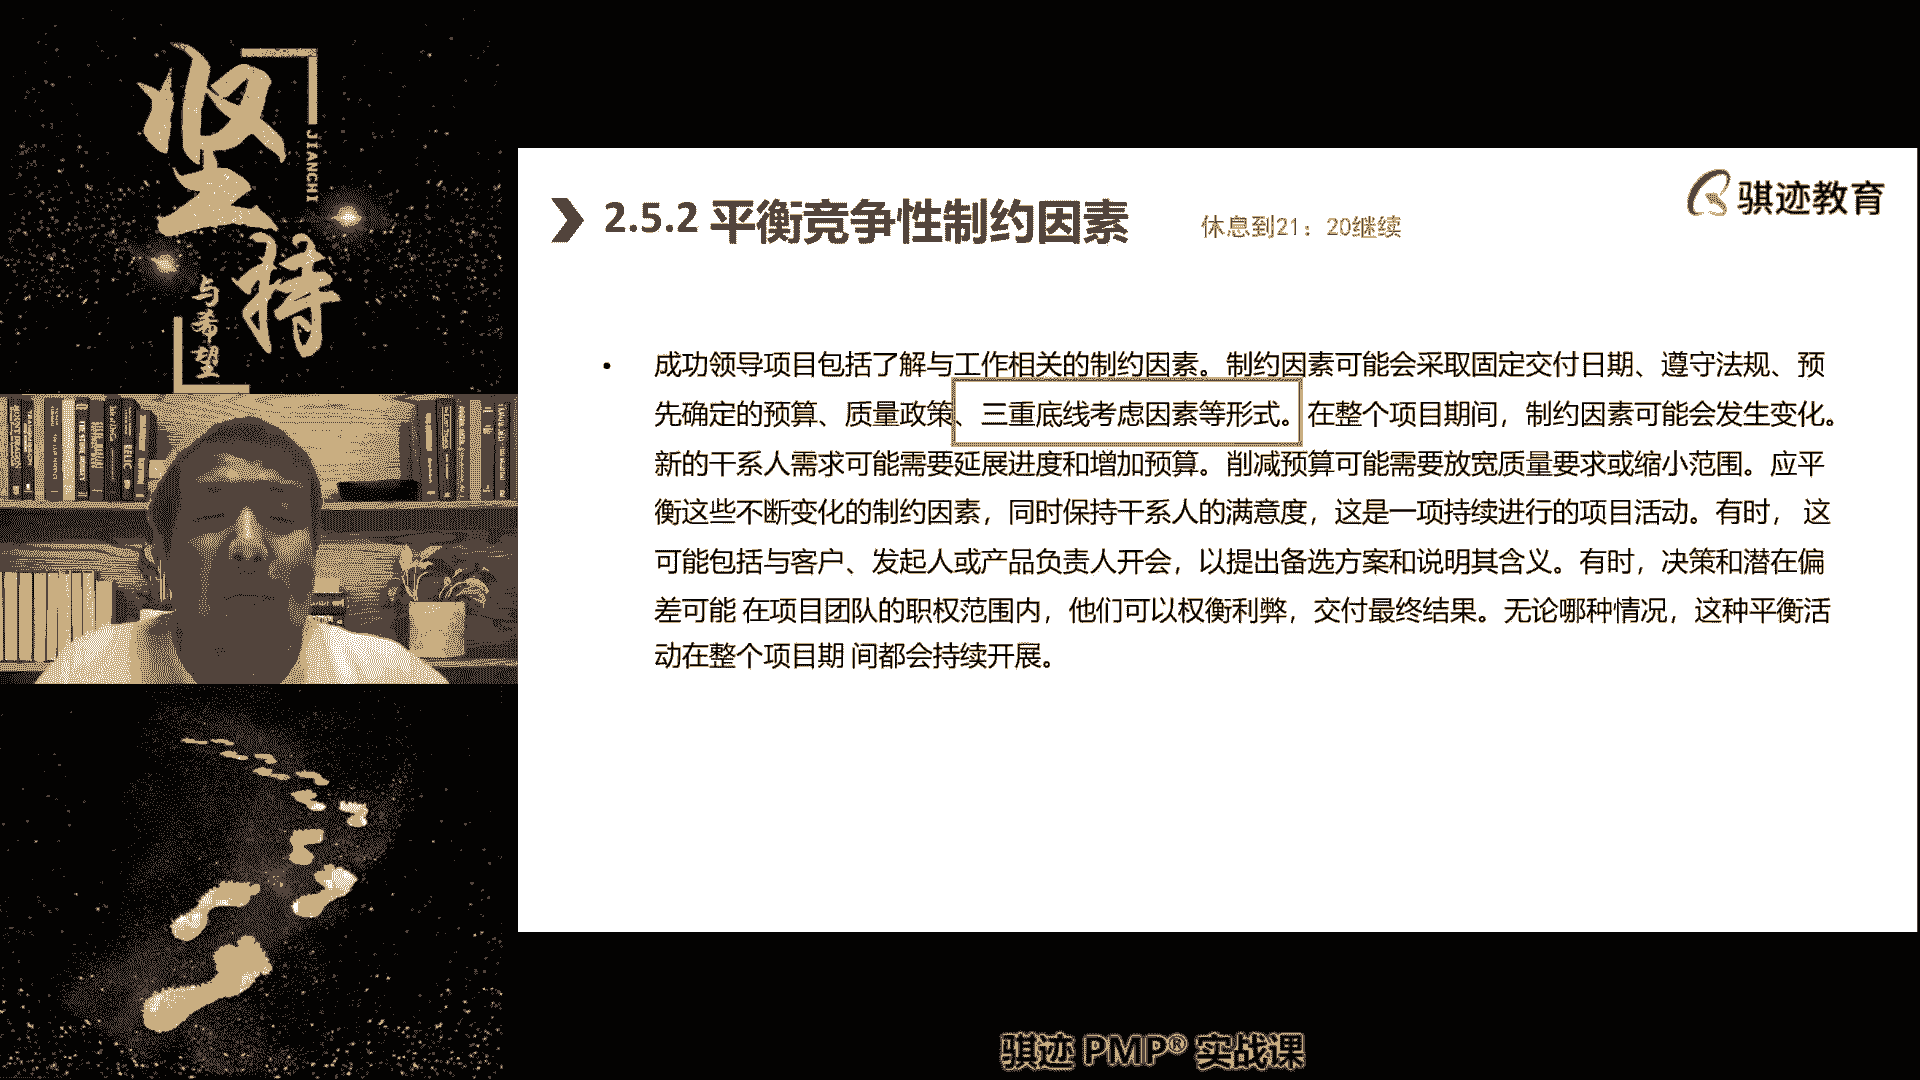 坚持
JIANCHI
与希望
2.5.2 平衡竞争性制约因素
休息到21：20继续
骐迹教育
• 成功领导项目包括了解与工作相关的制约因素。制约因素可能会采取固定交付日期、遵守法规、预
先确定的预算、质量政策、三重底线考虑因素等形式。在整个项目期间，制约因素可能会发生变化。
新的干系人需求可能需要延展进度和增加预算。削减预算可能需要放宽质量要求或缩小范围。应平
衡这些不断变化的制约因素，同时保持干系人的满意度，这是一项持续进行的项目活动。有时， 这
可能包括与客户、发起人或产品负责人开会，以提出备选方案和说明其含义。有时，决策和潜在偏
差可能 在项目团队的职权范围内，他们可以权衡利弊，交付最终结果。无论哪种情况，这种平衡活
动在整个项目期 间都会持续开展。
骐迹 PMP® 实战课